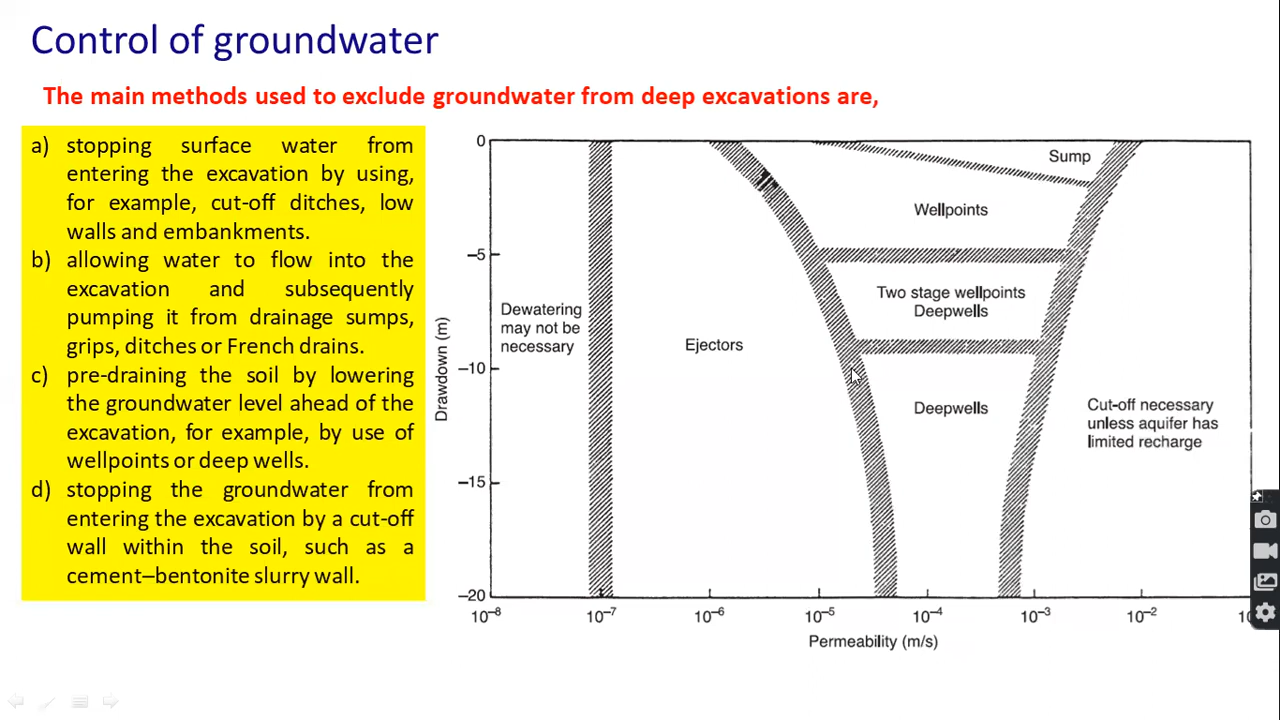 Control of groundwater
The main methods used to exclude groundwater from deep excavations are,
a) stopping surface water from
entering the excavation by using,
for example, cut-off ditches, low
walls and embankments.
b) allowing water to flow into the
excavation and subsequently
pumping it from drainage sumps,
grips, ditches or French drains.
c) pre-draining the soil by lowering
the groundwater level ahead of the
excavation, for example, by use of
wellpoints or deep wells.
d) stopping the groundwater from
entering the excavation by a cut-off
wall within the soil, such as a
cement–bentonite slurry wall.
0
−5
−10
−15
−20
Drawdown (m)
Sump
Wellpoints
Two stage wellpoints
Deepwells
Dewatering
may not be
necessary
Ejectors
Deepwells
Cut-off necessary
unless aquifer has
limited recharge
10⁻⁸
10⁻⁷
10⁻⁶
10⁻⁵
10⁻⁴
10⁻³
10⁻²
Permeability (m/s)